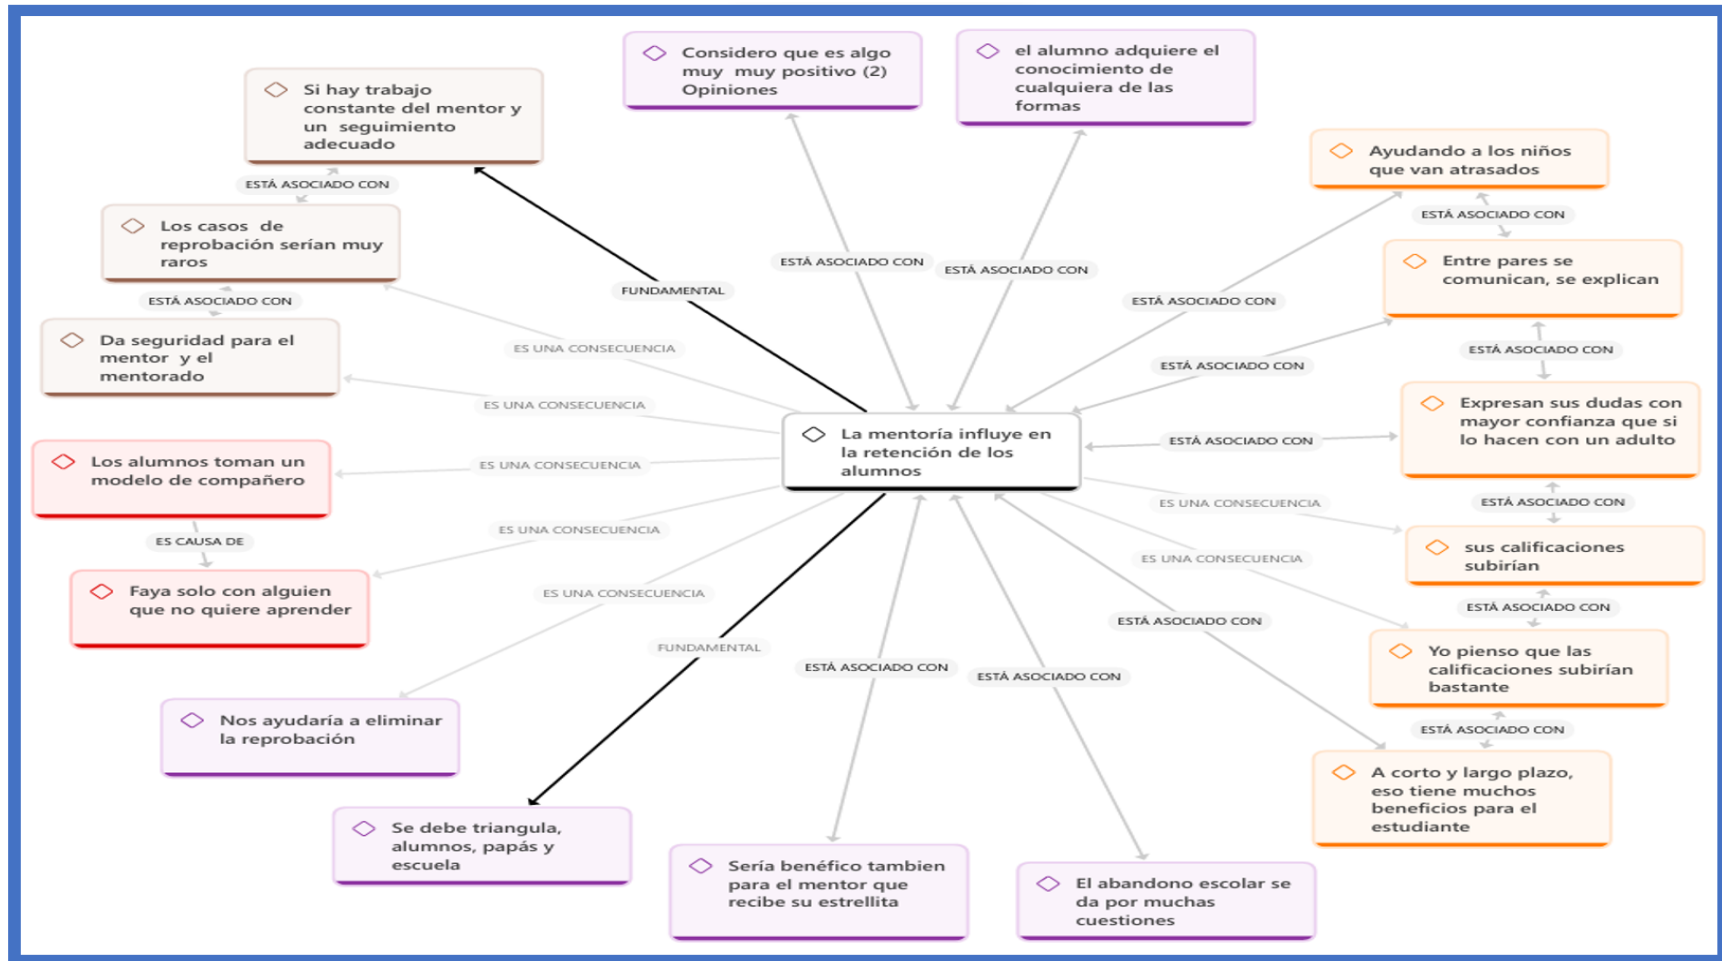 Considero que es algo
muy  muy positivo (2)
Opiniones
el alumno adquiere el
conocimiento de
cualquiera de las
formas
Si hay trabajo
constante del mentor y
un  seguimiento
adecuado
Ayudando a los niños
que van atrasados
ESTÁ ASOCIADO CON
ESTÁ ASOCIADO CON
Los casos  de
reprobación serían muy
raros
Entre pares se
comunican, se explican
ESTÁ ASOCIADO CON
ESTÁ ASOCIADO CON
FUNDAMENTAL
ESTÁ ASOCIADO CON
ESTÁ ASOCIADO CON
Da seguridad para el
mentor  y el
mentorado
ES UNA CONSECUENCIA
ESTÁ ASOCIADO CON
ESTÁ ASOCIADO CON
ES UNA CONSECUENCIA
Expresan sus dudas con
mayor confianza que si
lo hacen con un adulto
La mentoría influye en
la retención de los
alumnos
ESTÁ ASOCIADO CON
Los alumnos toman un
modelo de compañero
ES UNA CONSECUENCIA
ES UNA CONSECUENCIA
ESTÁ ASOCIADO CON
ES UNA CONSECUENCIA
ES CAUSA DE
sus calificaciones
subirían
ES UNA CONSECUENCIA
Faya solo con alguien
que no quiere aprender
ES UNA CONSECUENCIA
ESTÁ ASOCIADO CON
ESTÁ ASOCIADO CON
FUNDAMENTAL
Yo pienso que las
calificaciones subirían
bastante
ESTÁ ASOCIADO CON
ESTÁ ASOCIADO CON
Nos ayudaría a eliminar
la reprobación
ESTÁ ASOCIADO CON
A corto y largo plazo,
eso tiene muchos
beneficios para el
estudiante
Se debe triangula,
alumnos, papás y
escuela
Sería benéfico tambien
para el mentor que
recibe su estrellita
El abandono escolar se
da por muchas
cuestiones